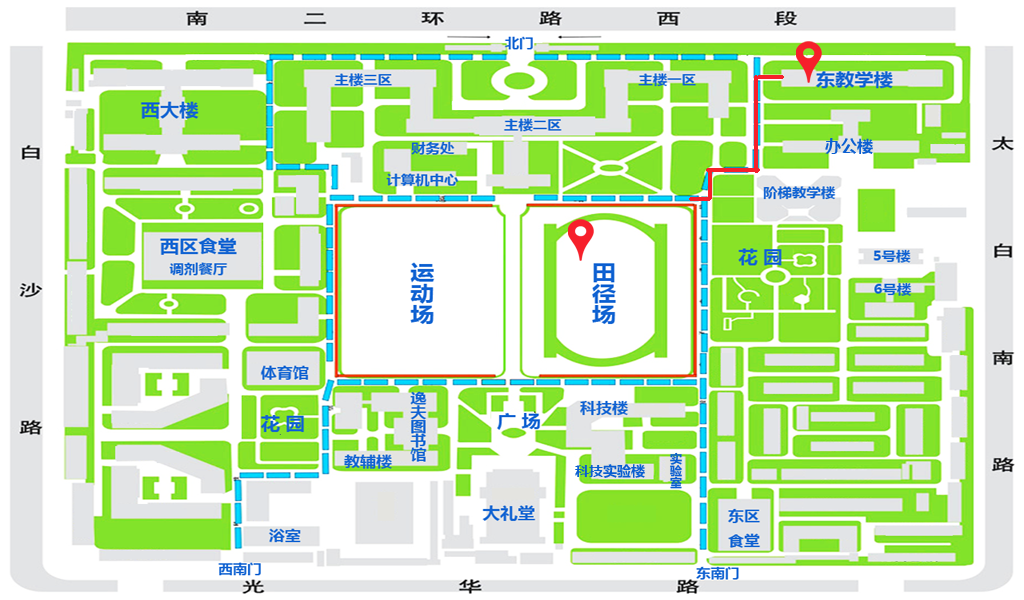 南二环路西段
北门
主楼三区
主楼一区
东教学楼
西大楼
主楼二区
办公楼
财务处
计算机中心
阶梯教学楼
白沙路
太白南路
西区食堂
调剂餐厅
运动场
田径场
花园
5号楼
6号楼
体育馆
花园
逸夫图书馆
广场
科技楼
教辅楼
科技实验楼
实验室
大礼堂
东区
食堂
浴室
西南门
东南门
光华路